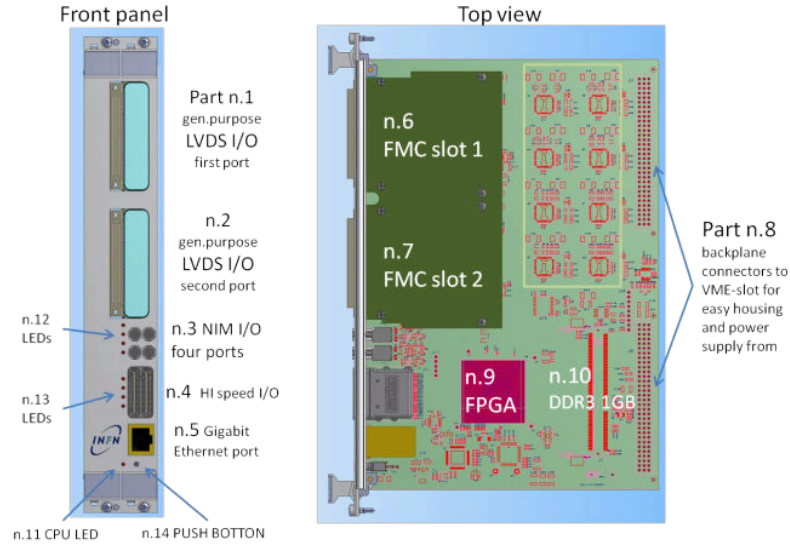 Front panel
Top view
Part n.1
gen.purpose
LVDS I/O
first port
n.2
gen.purpose
LVDS I/O
second port
n.12
LEDs
n.3 NIM I/O
four ports
n.13
LEDs
n.4 HI speed I/O
n.5 Gigabit
Ethernet port
INFN
n.11 CPU LED
n.14 PUSH BOTTON
n.6
FMC slot 1
n.7
FMC slot 2
n.9
FPGA
n.10
DDR3 1GB
Part n.8
backplane
connectors to
VME-slot for
easy housing
and power
supply from